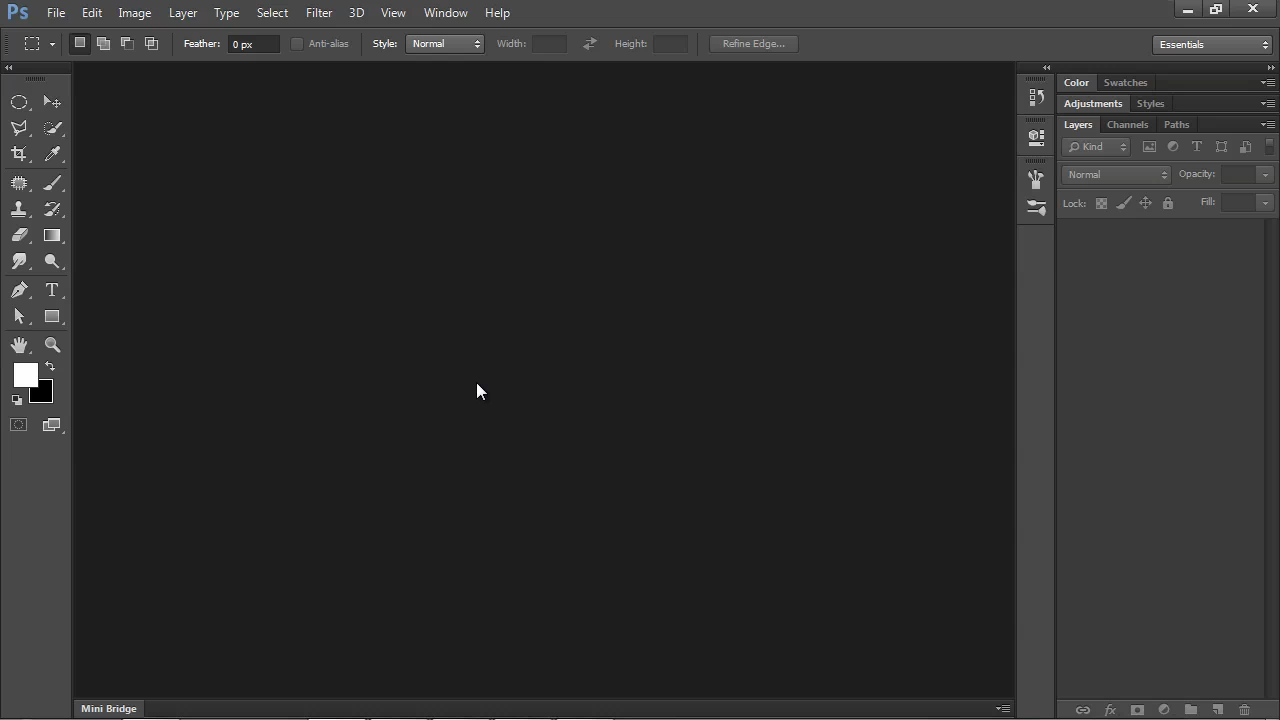 Ps File Edit Image Layer Type Select Filter 3D View Window Help
Feather: 0 px Anti-alias Style: Normal Width: Height: Refine Edge... Essentials
Color Swatches
Adjustments Styles
Layers Channels Paths
Kind
Normal Opacity:
Lock: Fill:
Mini Bridge